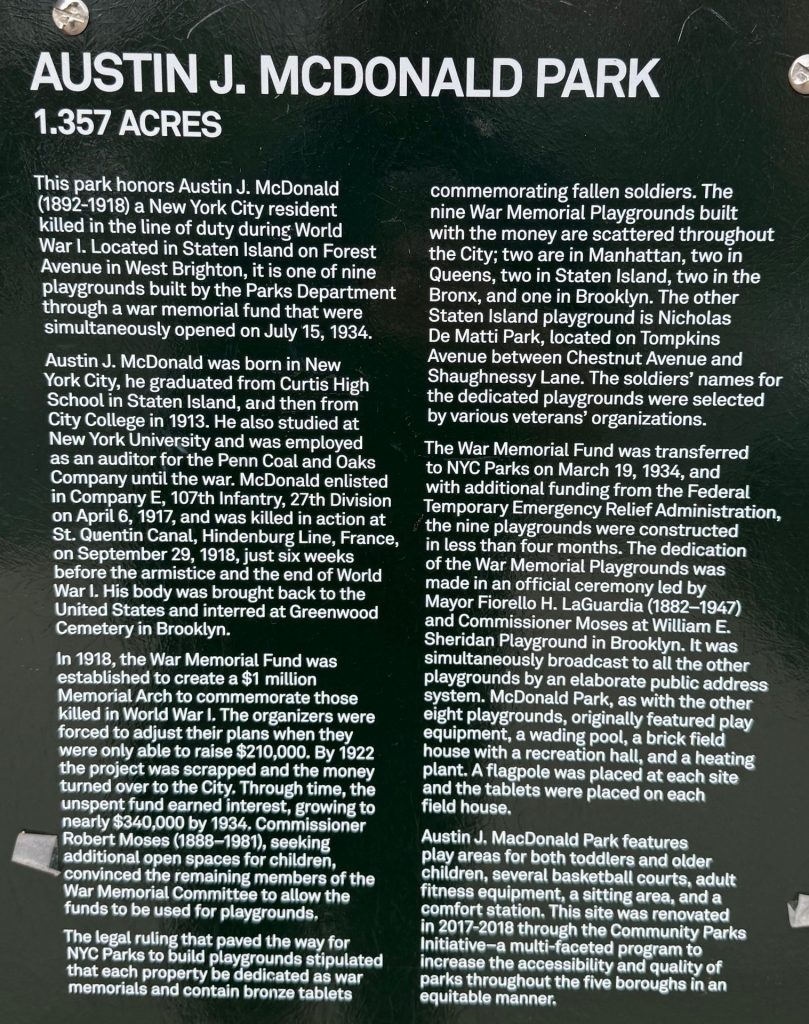 AUSTIN J. MCDONALD PARK
1.357 ACRES
This park honors Austin J. McDonald
(1892-1918) a New York City resident
killed in the line of duty during World
War I. Located in Staten Island on Forest
Avenue in West Brighton, it is one of nine
playgrounds built by the Parks Department
through a war memorial fund that were
simultaneously opened on July 15, 1934.
Austin J. McDonald was born in New
York City, he graduated from Curtis High
School in Staten Island, and then from
City College in 1913. He also studied at
New York University and was employed
as an auditor for the Penn Coal and Oaks
Company until the war. McDonald enlisted
in Company E, 107th Infantry, 27th Division
on April 6, 1917, and was killed in action at
St. Quentin Canal, Hindenburg Line, France,
on September 29, 1918, just six weeks
before the armistice and the end of World
War I. His body was brought back to the
United States and interred at Greenwood
Cemetery in Brooklyn.
In 1918, the War Memorial Fund was
established to create a $1 million
Memorial Arch to commemorate those
killed in World War I. The organizers were
forced to adjust their plans when they
were only able to raise $210,000. By 1922
the project was scrapped and the money
turned over to the City. Through time, the
unspent fund earned interest, growing to
nearly $340,000 by 1934. Commissioner
Robert Moses (1888–1981), seeking
additional open spaces for children,
convinced the remaining members of the
War Memorial Committee to allow the
funds to be used for playgrounds.
The legal ruling that paved the way for
NYC Parks to build playgrounds stipulated
that each property be dedicated as war
memorials and contain bronze tablets
commemorating fallen soldiers. The
nine War Memorial Playgrounds built
with the money are scattered throughout
the City; two are in Manhattan, two in
Queens, two in Staten Island, two in the
Bronx, and one in Brooklyn. The other
Staten Island playground is Nicholas
De Matti Park, located on Tompkins
Avenue between Chestnut Avenue and
Shaughnessy Lane. The soldiers' names for
the dedicated playgrounds were selected
by various veterans' organizations.
The War Memorial Fund was transferred
to NYC Parks on March 19, 1934, and
with additional funding from the Federal
Temporary Emergency Relief Administration,
the nine playgrounds were constructed
in less than four months. The dedication
of the War Memorial Playgrounds was
made in an official ceremony led by
Mayor Fiorello H. LaGuardia (1882–1947)
and Commissioner Moses at William E.
Sheridan Playground in Brooklyn. It was
simultaneously broadcast to all the other
playgrounds by an elaborate public address
system. McDonald Park, as with the other
eight playgrounds, originally featured play
equipment, a wading pool, a brick field
house with a recreation hall, and a heating
plant. A flagpole was placed at each site
and the tablets were placed on each
field house.
Austin J. MacDonald Park features
play areas for both toddlers and older
children, several basketball courts, adult
fitness equipment, a sitting area, and a
comfort station. This site was renovated
in 2017-2018 through the Community Parks
Initiative—a multi-faceted program to
increase the accessibility and quality of
parks throughout the five boroughs in an
equitable manner.